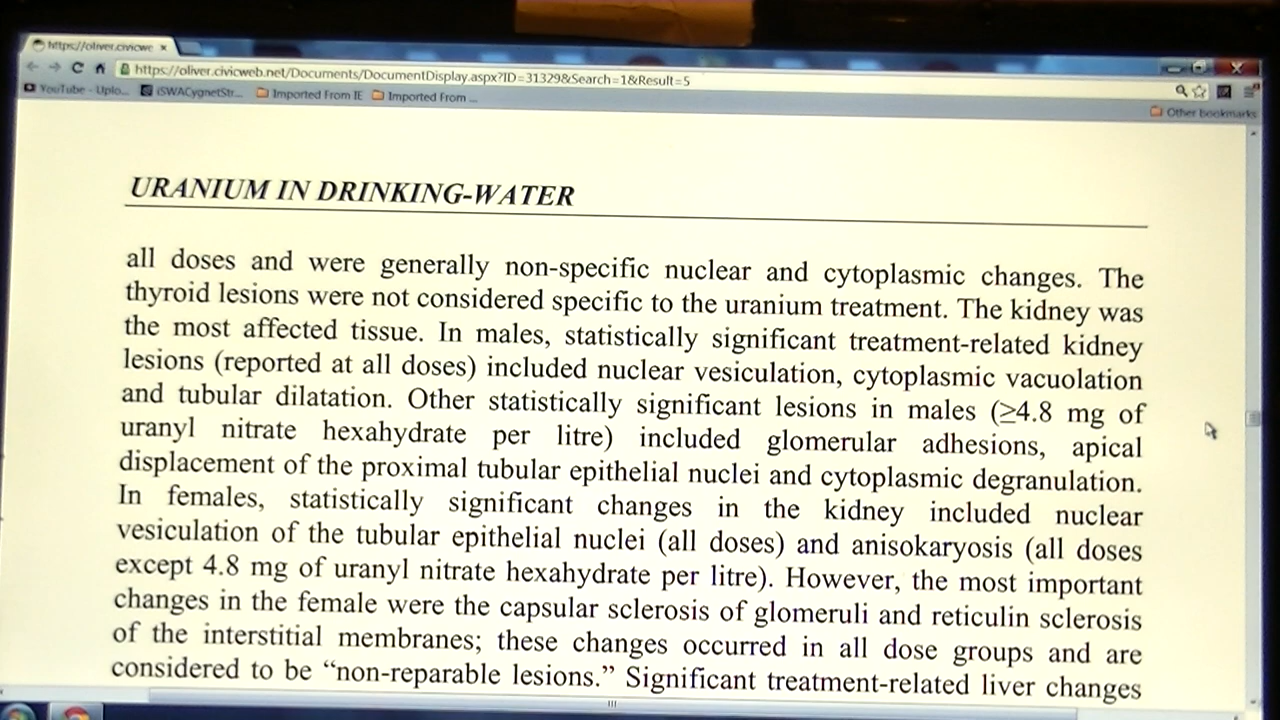 https://oliver.civicwe
https://oliver.civicweb.net/Documents/DocumentDisplay.aspx?ID=31329&Search=1&Result=5
YouTube - Uplo... iSWACygnetStr... Imported From IE Imported From ...
Other bookmarks
URANIUM IN DRINKING-WATER
all doses and were generally non-specific nuclear and cytoplasmic changes. The
thyroid lesions were not considered specific to the uranium treatment. The kidney was
the most affected tissue. In males, statistically significant treatment-related kidney
lesions (reported at all doses) included nuclear vesiculation, cytoplasmic vacuolation
and tubular dilatation. Other statistically significant lesions in males (≥4.8 mg of
uranyl nitrate hexahydrate per litre) included glomerular adhesions, apical
displacement of the proximal tubular epithelial nuclei and cytoplasmic degranulation.
In females, statistically significant changes in the kidney included nuclear
vesiculation of the tubular epithelial nuclei (all doses) and anisokaryosis (all doses
except 4.8 mg of uranyl nitrate hexahydrate per litre). However, the most important
changes in the female were the capsular sclerosis of glomeruli and reticulin sclerosis
of the interstitial membranes; these changes occurred in all dose groups and are
considered to be “non-reparable lesions.” Significant treatment-related liver changes